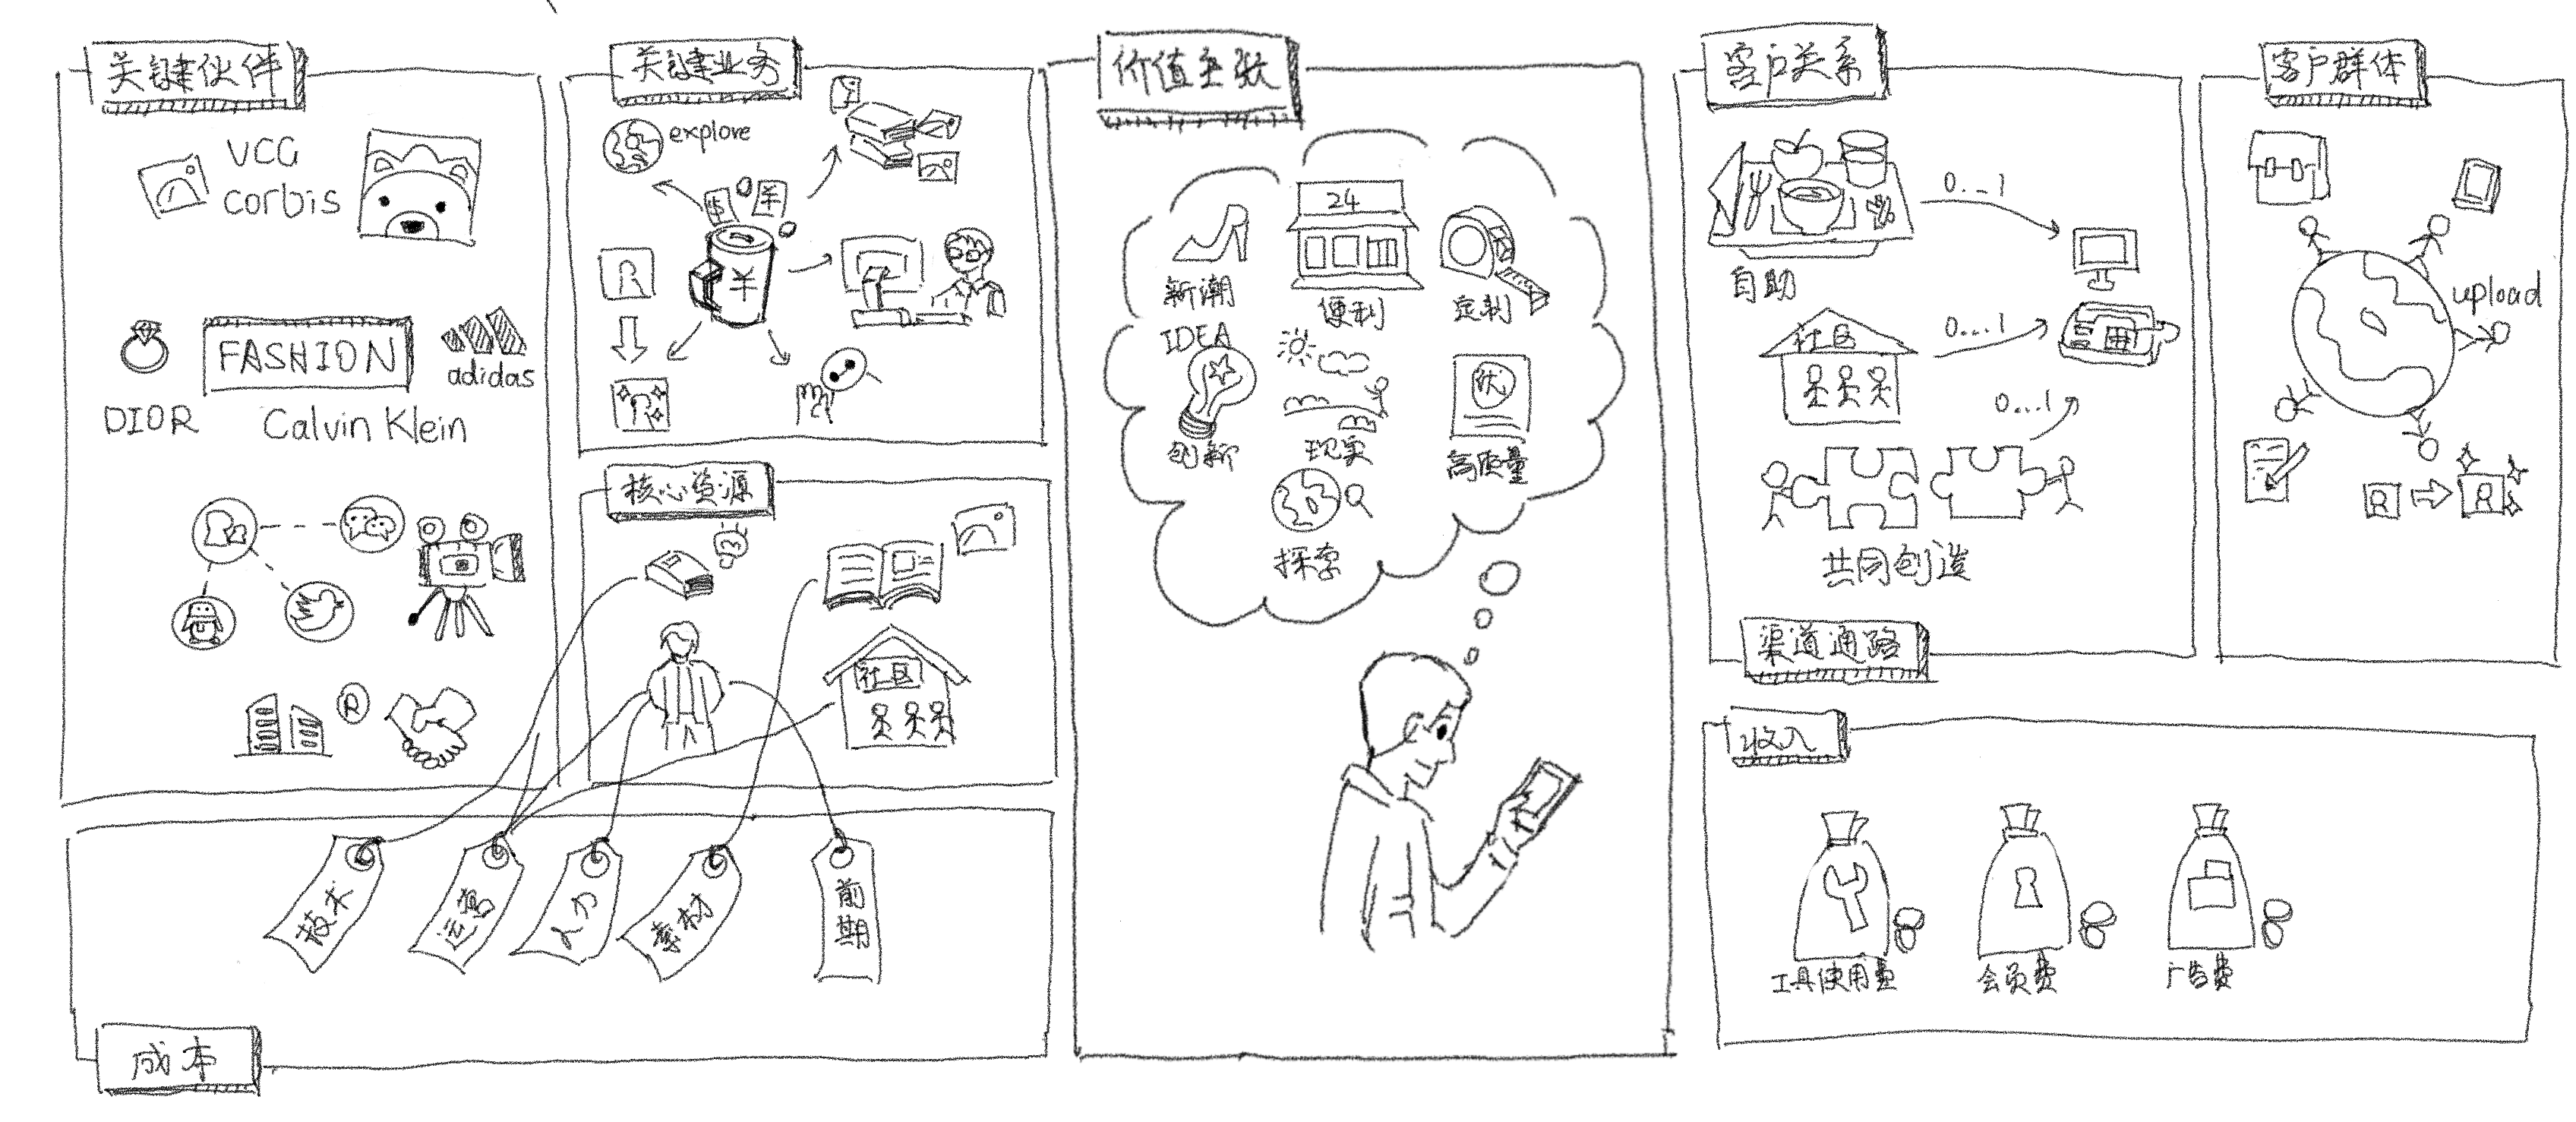 关键伙伴
VCG
corbis
DIOR
FASHION
Calvin Klein
adidas
R
关键业务
explore
$
¥
¥
R
R
核心资源
社区
价值主张
24
新潮
便利
定制
IDEA
创新
现实
优
高质量
探索
客户关系
自助
0...1
社区
0...1
0...1
共同创造
渠道通路
客户群体
upload
成本
技术
运营
人力
素材
前期
收入
工具使用量
会员费
广告费